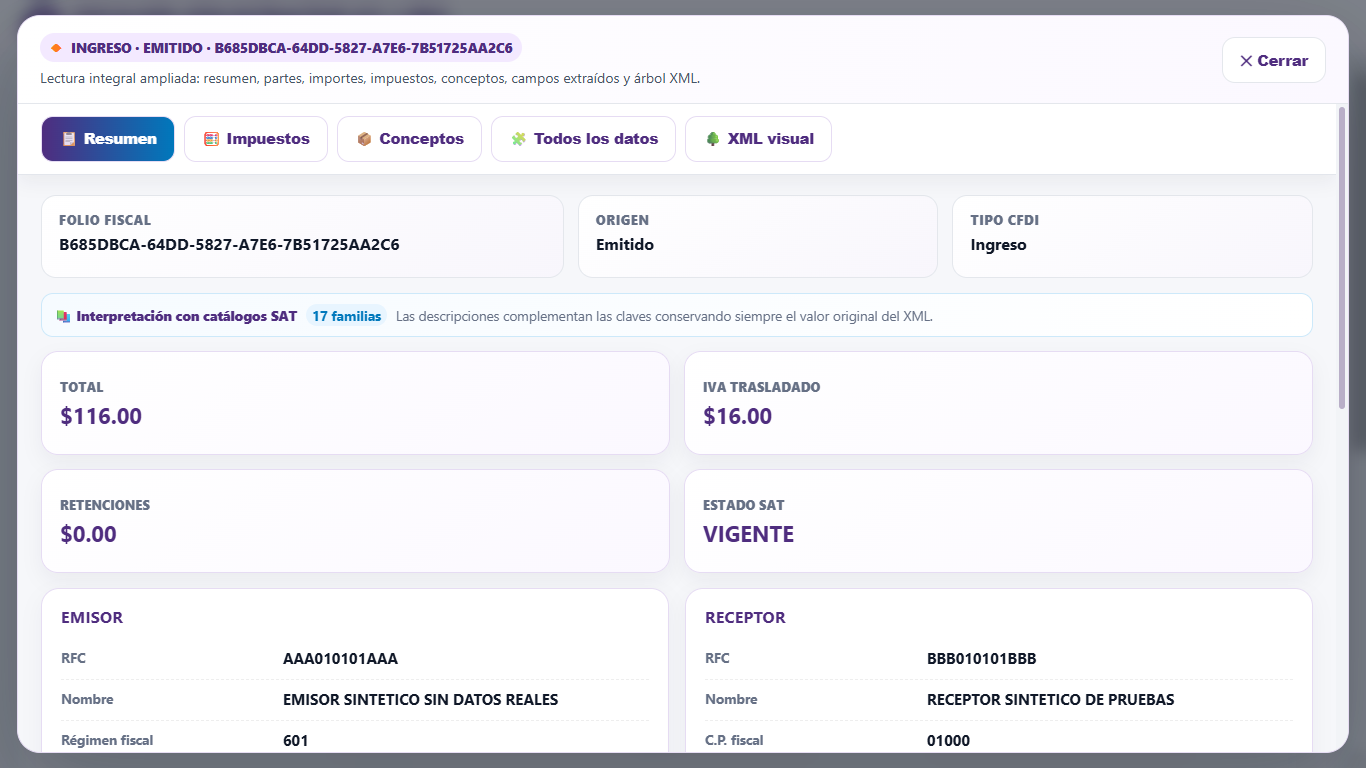 INGRESO · EMITIDO · B685DBCA-64DD-5827-A7E6-7B51725AA2C6
Lectura integral ampliada: resumen, partes, importes, impuestos, conceptos, campos extraídos y árbol XML.
× Cerrar
Resumen
Impuestos
Conceptos
Todos los datos
XML visual
FOLIO FISCAL
B685DBCA-64DD-5827-A7E6-7B51725AA2C6
ORIGEN
Emitido
TIPO CFDI
Ingreso
Interpretación con catálogos SAT 17 familias Las descripciones complementan las claves conservando siempre el valor original del XML.
TOTAL
$116.00
IVA TRASLADADO
$16.00
RETENCIONES
$0.00
ESTADO SAT
VIGENTE
EMISOR
RFC AAA010101AAA
Nombre EMISOR SINTETICO SIN DATOS REALES
Régimen fiscal 601
RECEPTOR
RFC BBB010101BBB
Nombre RECEPTOR SINTETICO DE PRUEBAS
C.P. fiscal 01000